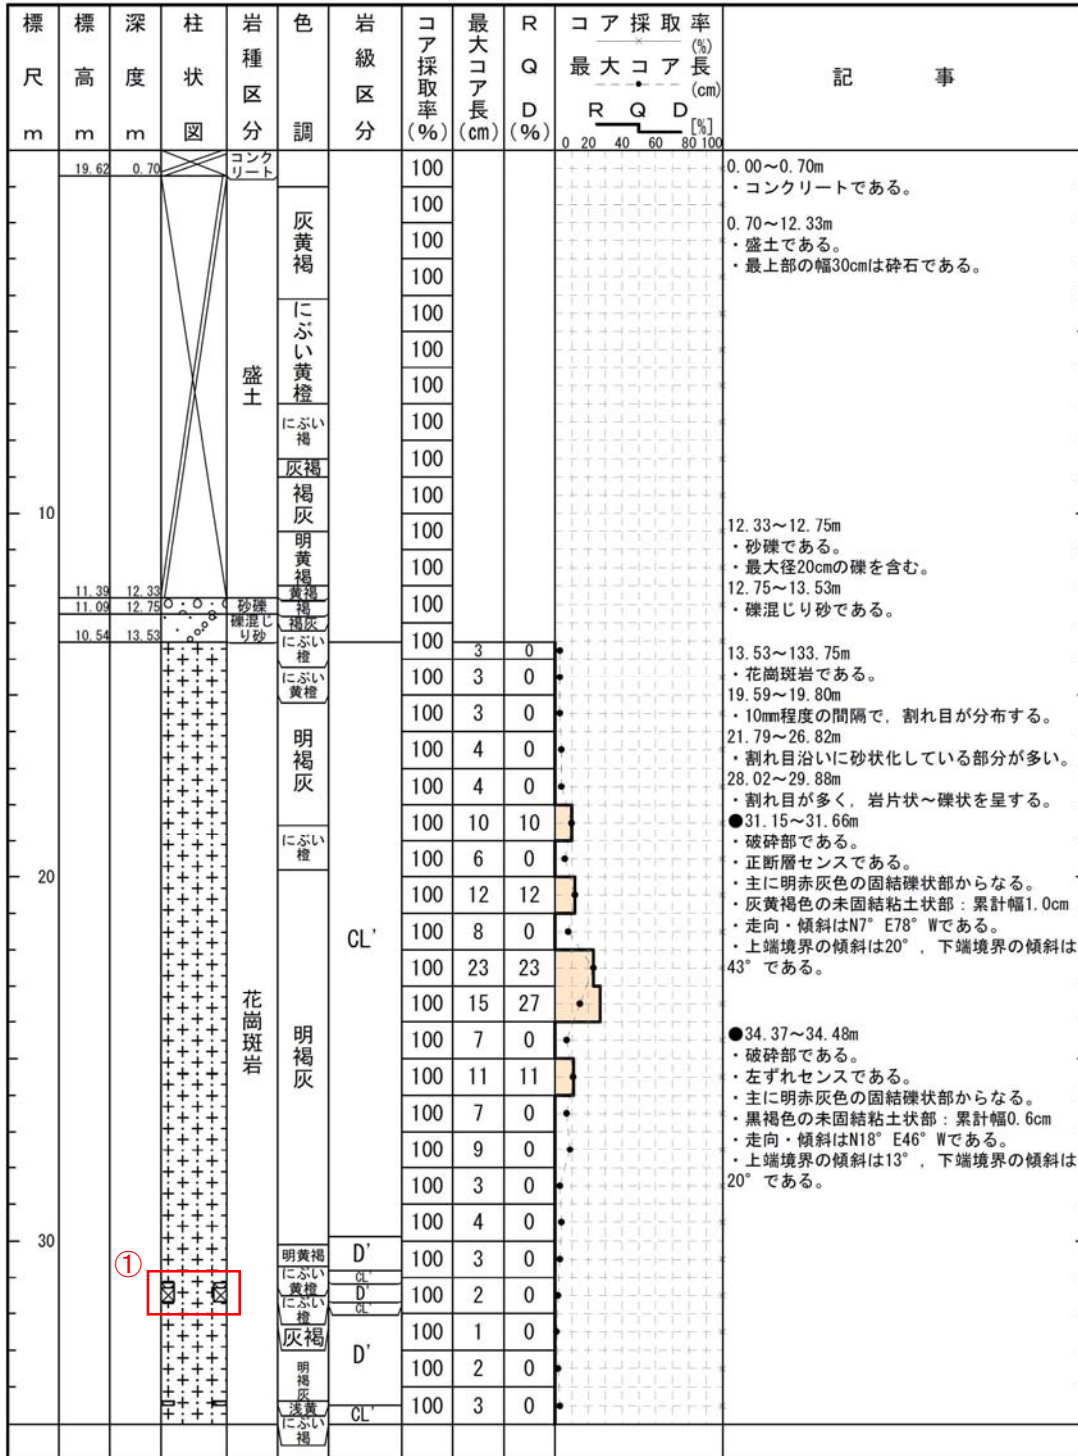 標尺 m
標高 m
深度 m
柱状図
岩種区分
色調
岩級区分
コア採取率(%)
最大コア長(cm)
RQD(%)
コア採取率
(%)
最大コア長
(cm)
R Q D
[%]
0 20 40 60 80 100
記事
19.62 0.70
コンクリート
100
100
100
100
100
100
100
100
100
10
100
100
100
11.39 12.33
11.09 12.75
100
10.54 13.53
100
盛土
砂礫
礫混じり砂
灰黄褐
にぶい黄橙
にぶい褐
灰褐
褐灰
明黄褐
黄褐
褐
褐灰
にぶい橙
にぶい黄橙
明褐灰
にぶい橙
明褐灰
花崗斑岩
CL'
3 0
100 3 0
100 3 0
100 4 0
100 4 0
100 10 10
100 6 0
20
100 12 12
100 8 0
100 23 23
100 15 27
100 7 0
100 11 11
100 7 0
100 9 0
100 3 0
100 4 0
30
100 3 0
100 2 0
100 1 0
100 2 0
100 3 0
①
明黄褐
にぶい黄橙
にぶい橙
灰褐
明褐灰
浅黄
にぶい褐
D'
CL'
D'
CL'
D'
CL'
0.00～0.70m
・コンクリートである。
0.70～12.33m
・盛土である。
・最上部の幅30cmは砕石である。
12.33～12.75m
・砂礫である。
・最大径20cmの礫を含む。
12.75～13.53m
・礫混じり砂である。
13.53～133.75m
・花崗斑岩である。
19.59～19.80m
・10mm程度の間隔で，割れ目が分布する。
21.79～26.82m
・割れ目沿いに砂状化している部分が多い。
28.02～29.88m
・割れ目が多く，岩片状～礫状を呈する。
●31.15～31.66m
・破砕部である。
・正断層センスである。
・主に明赤灰色の固結礫状部からなる。
・灰黄褐色の未固結粘土状部：累計幅1.0cm
・走向・傾斜はN7°E78°Wである。
・上端境界の傾斜は20°，下端境界の傾斜は
43°である。
●34.37～34.48m
・破砕部である。
・左ずれセンスである。
・主に明赤灰色の固結礫状部からなる。
・黒褐色の未固結粘土状部：累計幅0.6cm
・走向・傾斜はN18°E46°Wである。
・上端境界の傾斜は13°，下端境界の傾斜は
20°である。